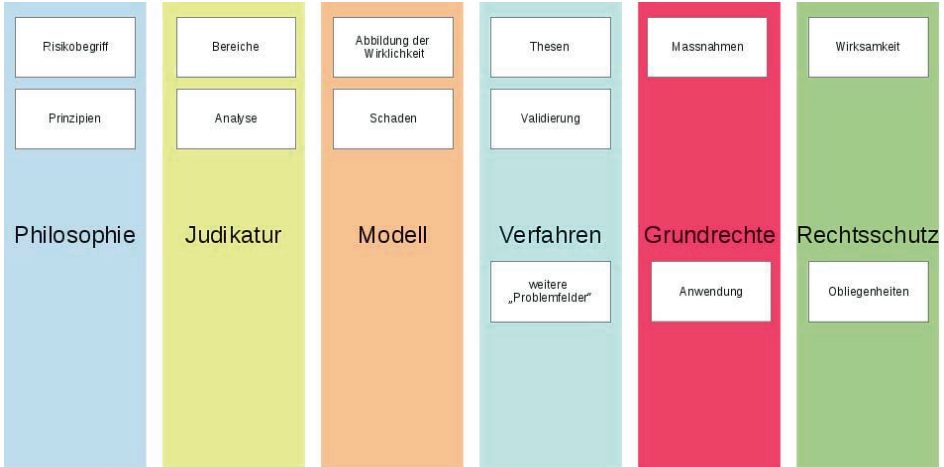 Risikobegriff
Prinzipien
Philosophie
Bereiche
Analyse
Judikatur
Abbildung der
Wirklichkeit
Schaden
Modell
Thesen
Validierung
Verfahren
weitere
„Problemfelder“
Massnahmen
Grundrechte
Anwendung
Wirksamkeit
Rechtsschutz
Obliegenheiten